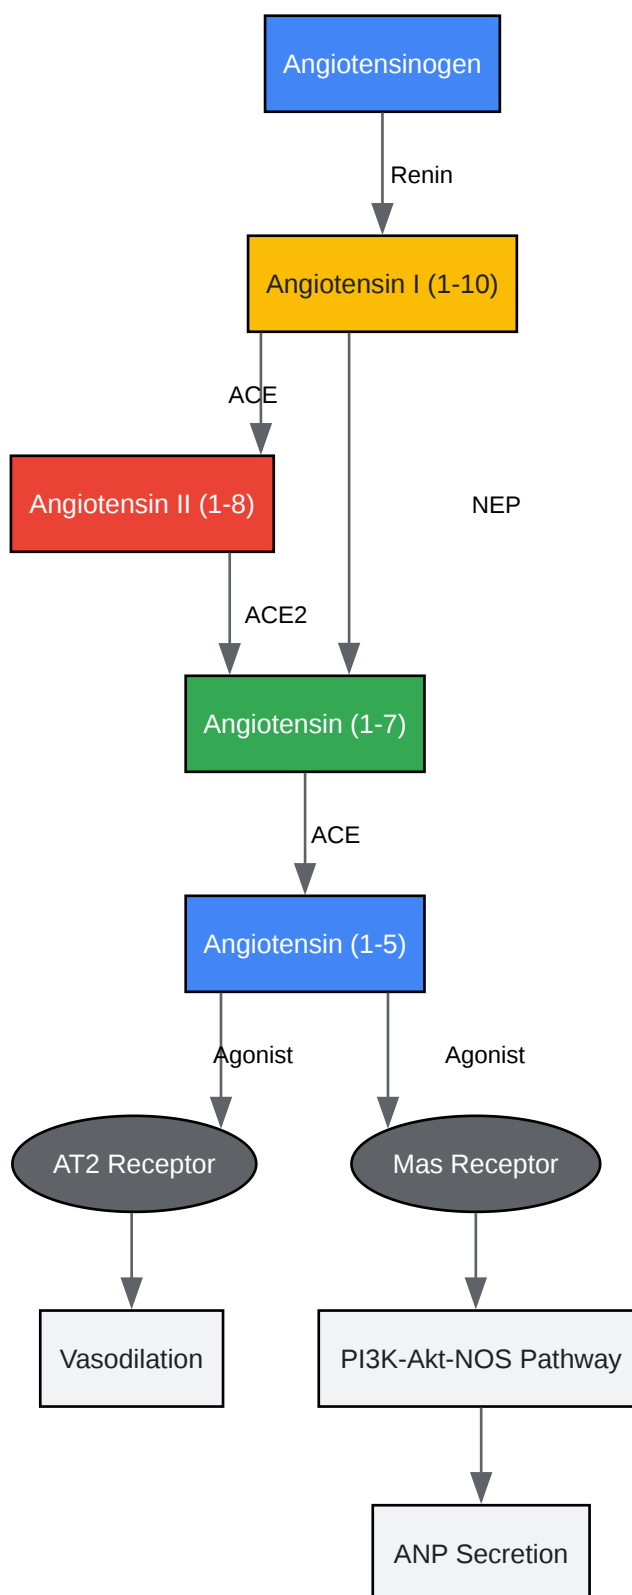 Angiotensinogen
Renin
Angiotensin I (1-10)
ACE
Angiotensin II (1-8)
NEP
ACE2
Angiotensin (1-7)
ACE
Angiotensin (1-5)
Agonist
Agonist
AT2 Receptor
Mas Receptor
Vasodilation
PI3K-Akt-NOS Pathway
ANP Secretion